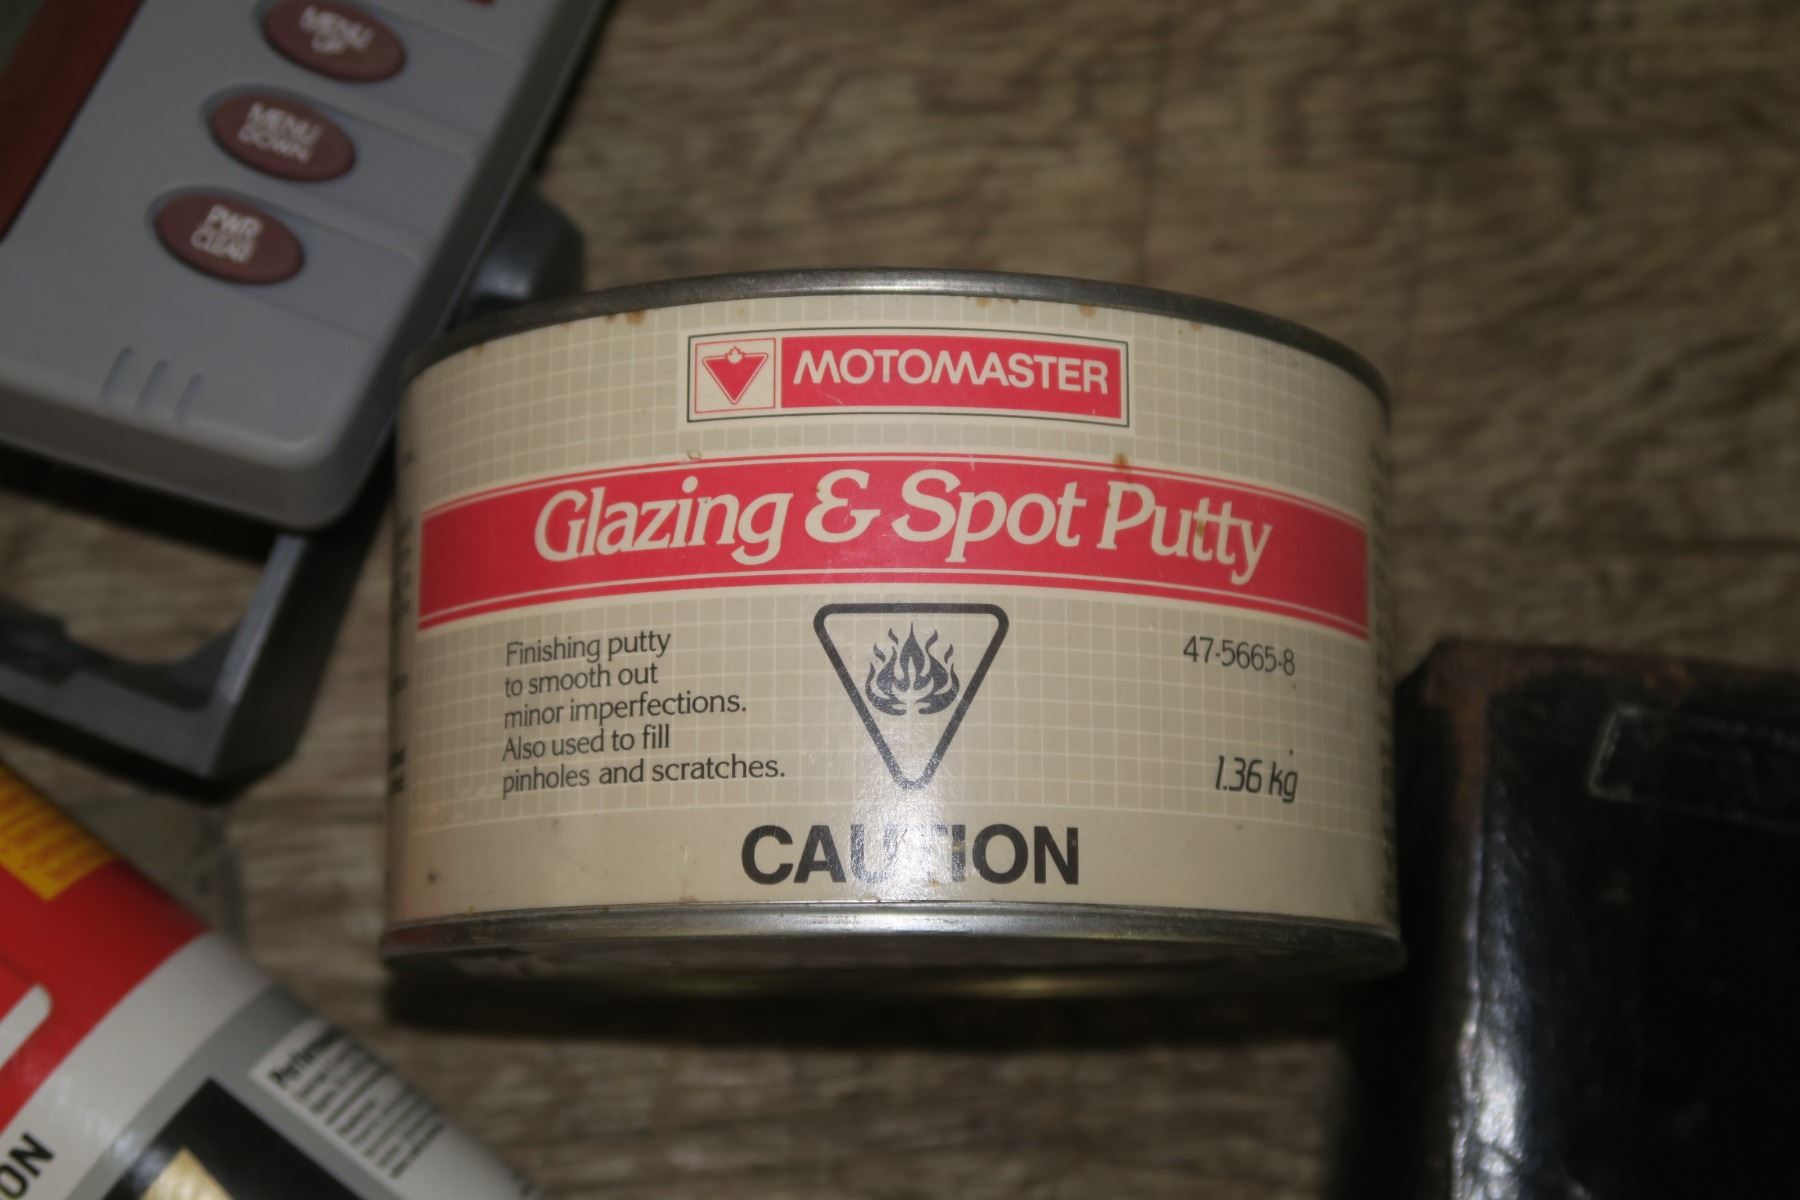 MENU
UP
MENU
DOWN
PWR
CLEAR
MOTOMASTER
Glazing & Spot Putty
Finishing putty
to smooth out
minor imperfections.
Also used to fill
pinholes and scratches.
47-5665-8
1.36 kg
CAUTION
ON